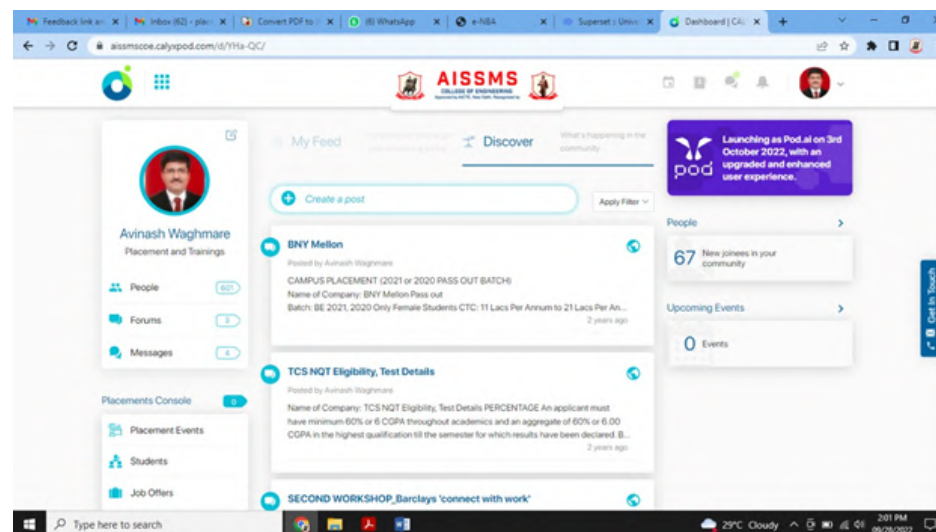 Feedback link an
Inbox (62) - plac
Convert PDF to
(6) WhatsApp
e-NBA
Superset :: Unive
Dashboard | CAL
aissmscoe.calyxpod.com/d/YHa-QC/
AISSMS
COLLEGE OF ENGINEERING
Avinash Waghmare
Placement and Trainings
People 601
Forums 3
Messages 4
Placements Console 0
Placement Events
Students
Job Offers
My Feed
Discover
What's happening in the
community
Create a post
Apply Filter
BNY Mellon
Posted by Avinash Waghmare
CAMPUS PLACEMENT (2021 or 2020 PASS OUT BATCH)
Name of Company: BNY Mellon Pass out
Batch: BE 2021, 2020 Only Female Students CTC: 11 Lacs Per Annum to 21 Lacs Per An...
2 years ago
TCS NQT Eligibility, Test Details
Posted by Avinash Waghmare
Name of Company: TCS NQT Eligibility, Test Details PERCENTAGE An applicant must
have minimum 60% or 6 CGPA throughout academics and an aggregate of 60% or 6.00
CGPA in the highest qualification till the semester for which results have been declared. B...
2 years ago
SECOND WORKSHOP_Barclays 'connect with work'
pod
Launching as Pod.ai on 3rd
October 2022, with an
upgraded and enhanced
user experience.
People
67 New joinees in your
community
Upcoming Events
0 Events
Get in Touch
Type here to search
29°C Cloudy
2:01 PM
09/28/2022